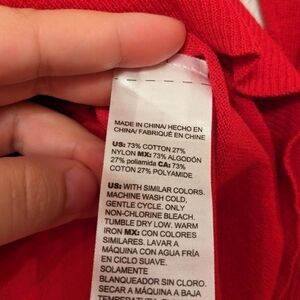 MADE IN CHINA/ HECHO EN
CHINA/ FABRIQUÉ EN CHINE
US: 73% COTTON 27%
NYLON MX: 73% ALGODÓN
27% poliamida CA: 73%
COTON 27% POLYAMIDE
US: WITH SIMILAR COLORS.
MACHINE WASH COLD,
GENTLE CYCLE. ONLY
NON-CHLORINE BLEACH.
TUMBLE DRY LOW. WARM
IRON MX: CON COLORES
SIMILARES. LAVAR A
MÁQUINA CON AGUA FRÍA
EN CICLO SUAVE.
SOLAMENTE
BLANQUEADOR SIN CLORO.
SECAR A MÁQUINA A BAJA
TEMPERATURA